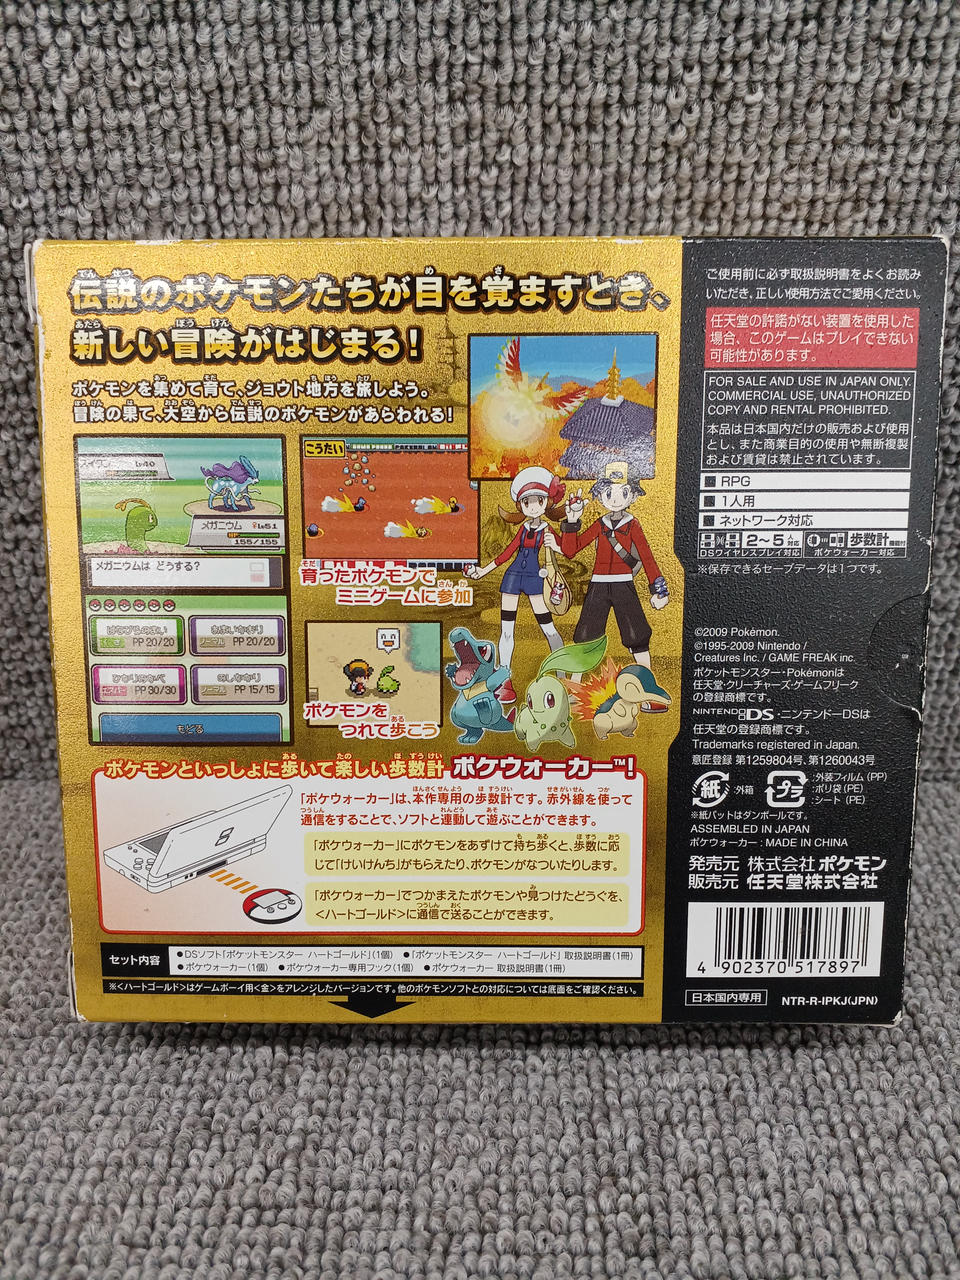 伝説のポケモンたちが目を覚ますとき、
新しい冒険がはじまる！
ポケモンを集めて育て、ジョウト地方を旅しよう。
冒険の果て、大空から伝説のポケモンがあらわれる！
Lv40
メガニウム Lv51
HP
155/155
メガニウムは どうする？
PP 20/20
PP 20/20
PP 30/30
ノーマル PP 15/15
もどる
こうたい
育ったポケモンで
ミニゲームに参加
ポケモンを
つれて歩こう
ポケモンといっしょに歩いて楽しい歩数計 ポケウォーカー™！
「ポケウォーカー」は、本作専用の歩数計です。赤外線を使って
通信をすることで、ソフトと連動して遊ぶことができます。
「ポケウォーカー」にポケモンをあずけて持ち歩くと、歩数に応
じて「けいけんち」がもらえたり、ポケモンがなついたりします。
「ポケウォーカー」でつかまえたポケモンや見つけたどうぐを、
＜ハートゴールド＞に通信で送ることができます。
セット内容
●DSソフト「ポケットモンスター ハートゴールド」(1個) ●「ポケットモンスター ハートゴールド」取扱説明書(1冊)
●ポケウォーカー(1個) ●ポケウォーカー専用フック(1個) ●ポケウォーカー 取扱説明書(1冊)
※＜ハートゴールド＞はゲームボーイ用＜金＞をアレンジしたバージョンです。他のポケモンソフトとの対応については底面をご確認ください。
ご使用前に必ず取扱説明書をよくお読み
いただき、正しい使用方法でご愛用ください。
任天堂の許諾がない装置を使用した
場合、このゲームはプレイできない
可能性があります。
FOR SALE AND USE IN JAPAN ONLY.
COMMERCIAL USE, UNAUTHORIZED
COPY AND RENTAL PROHIBITED.
本品は日本国内だけの販売および使用
とし、また商業目的の使用や無断複製
および賃貸は禁止されています。
RPG
1人用
ネットワーク対応
2～5人対応
DSワイヤレスプレイ対応
歩数計機能付き
ポケウォーカー対応
※保存できるセーブデータは1つです。
©2009 Pokémon.
©1995-2009 Nintendo /
Creatures Inc. / GAME FREAK inc.
ポケットモンスター・Pokémonは
任天堂・クリーチャーズ・ゲームフリーク
の登録商標です。
NINTENDO DS・ニンテンドーDSは
任天堂の登録商標です。
Trademarks registered in Japan.
意匠登録 第1259804号、第1260043号
紙 :外箱
プラ :外装フィルム (PP)
:ポリ袋 (PE)
:シート (PE)
※紙パットはダンボールです。
ASSEMBLED IN JAPAN
ポケウォーカー : MADE IN CHINA
発売元 株式会社ポケモン
販売元 任天堂株式会社
4 902370 517897
日本国内専用 NTR-R-IPKJ(JPN)